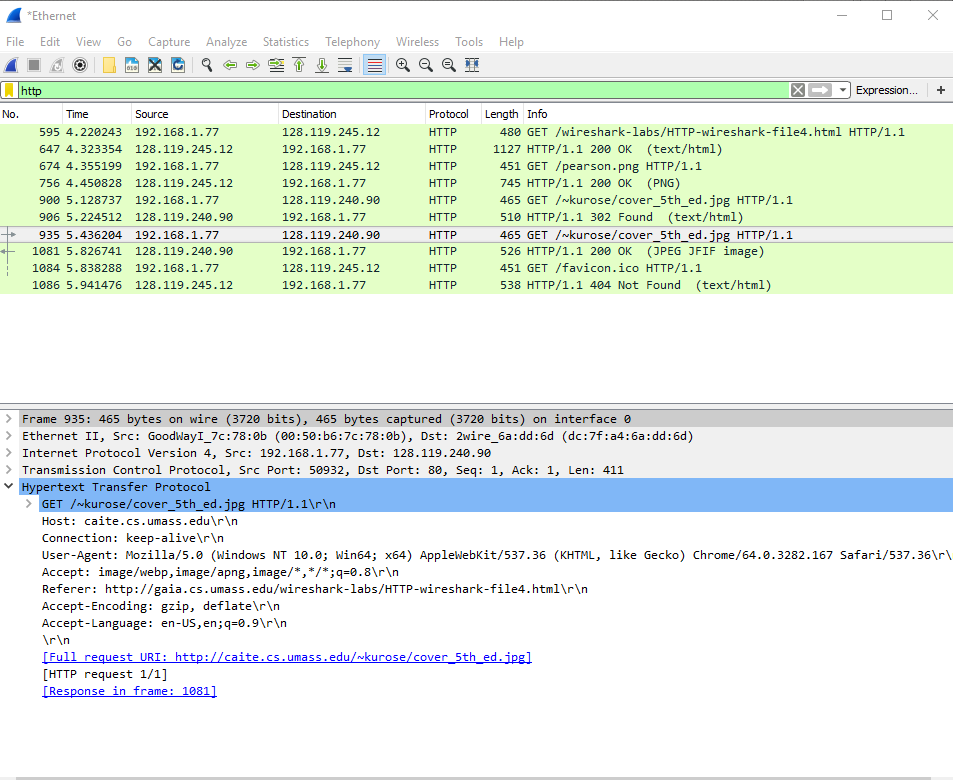 *Ethernet
File Edit View Go Capture Analyze Statistics Telephony Wireless Tools Help
http Expression... +
No. Time Source Destination Protocol Length Info
595 4.220243 192.168.1.77 128.119.245.12 HTTP 480 GET /wireshark-labs/HTTP-wireshark-file4.html HTTP/1.1
647 4.323354 128.119.245.12 192.168.1.77 HTTP 1127 HTTP/1.1 200 OK (text/html)
674 4.355199 192.168.1.77 128.119.245.12 HTTP 451 GET /pearson.png HTTP/1.1
756 4.450828 128.119.245.12 192.168.1.77 HTTP 745 HTTP/1.1 200 OK (PNG)
900 5.128737 192.168.1.77 128.119.240.90 HTTP 465 GET /~kurose/cover_5th_ed.jpg HTTP/1.1
906 5.224512 128.119.240.90 192.168.1.77 HTTP 510 HTTP/1.1 302 Found (text/html)
935 5.436204 192.168.1.77 128.119.240.90 HTTP 465 GET /~kurose/cover_5th_ed.jpg HTTP/1.1
1081 5.826741 128.119.240.90 192.168.1.77 HTTP 526 HTTP/1.1 200 OK (JPEG JFIF image)
1084 5.838288 192.168.1.77 128.119.245.12 HTTP 451 GET /favicon.ico HTTP/1.1
1086 5.941476 128.119.245.12 192.168.1.77 HTTP 538 HTTP/1.1 404 Not Found (text/html)
Frame 935: 465 bytes on wire (3720 bits), 465 bytes captured (3720 bits) on interface 0
Ethernet II, Src: GoodWayI_7c:78:0b (00:50:b6:7c:78:0b), Dst: 2wire_6a:dd:6d (dc:7f:a4:6a:dd:6d)
Internet Protocol Version 4, Src: 192.168.1.77, Dst: 128.119.240.90
Transmission Control Protocol, Src Port: 50932, Dst Port: 80, Seq: 1, Ack: 1, Len: 411
Hypertext Transfer Protocol
GET /~kurose/cover_5th_ed.jpg HTTP/1.1\r\n
Host: caite.cs.umass.edu\r\n
Connection: keep-alive\r\n
User-Agent: Mozilla/5.0 (Windows NT 10.0; Win64; x64) AppleWebKit/537.36 (KHTML, like Gecko) Chrome/64.0.3282.167 Safari/537.36\r\
Accept: image/webp,image/apng,image/*,*/*;q=0.8\r\n
Referer: http://gaia.cs.umass.edu/wireshark-labs/HTTP-wireshark-file4.html\r\n
Accept-Encoding: gzip, deflate\r\n
Accept-Language: en-US,en;q=0.9\r\n
\r\n
[Full request URI: http://caite.cs.umass.edu/~kurose/cover_5th_ed.jpg]
[HTTP request 1/1]
[Response in frame: 1081]